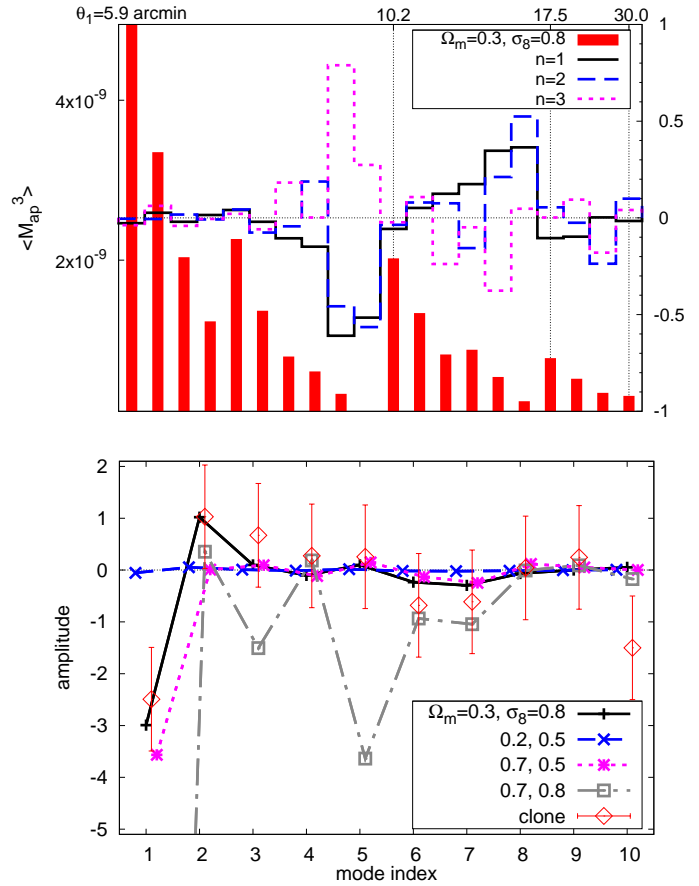 θ₁=5.9 arcmin 10.2 17.5 30.0
Ωₘ=0.3, σ₈=0.8
n=1
n=2
n=3
4x10⁻⁹
2x10⁻⁹
<Mₐₚ³>
1
0.5
0
-0.5
-1
2
1
0
-1
-2
-3
-4
-5
amplitude
Ωₘ=0.3, σ₈=0.8
0.2, 0.5
0.7, 0.5
0.7, 0.8
clone
1 2 3 4 5 6 7 8 9 10
mode index